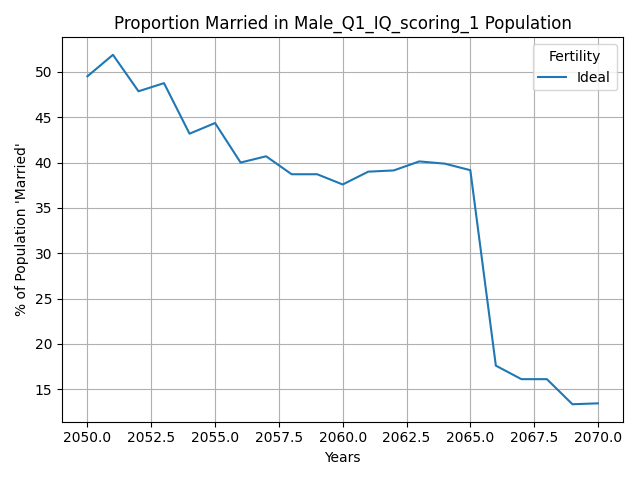 Proportion Married in Male_Q1_IQ_scoring_1 Population
Fertility
Ideal
% of Population 'Married'
50
45
40
35
30
25
20
15
2050.0 2052.5 2055.0 2057.5 2060.0 2062.5 2065.0 2067.5 2070.0
Years